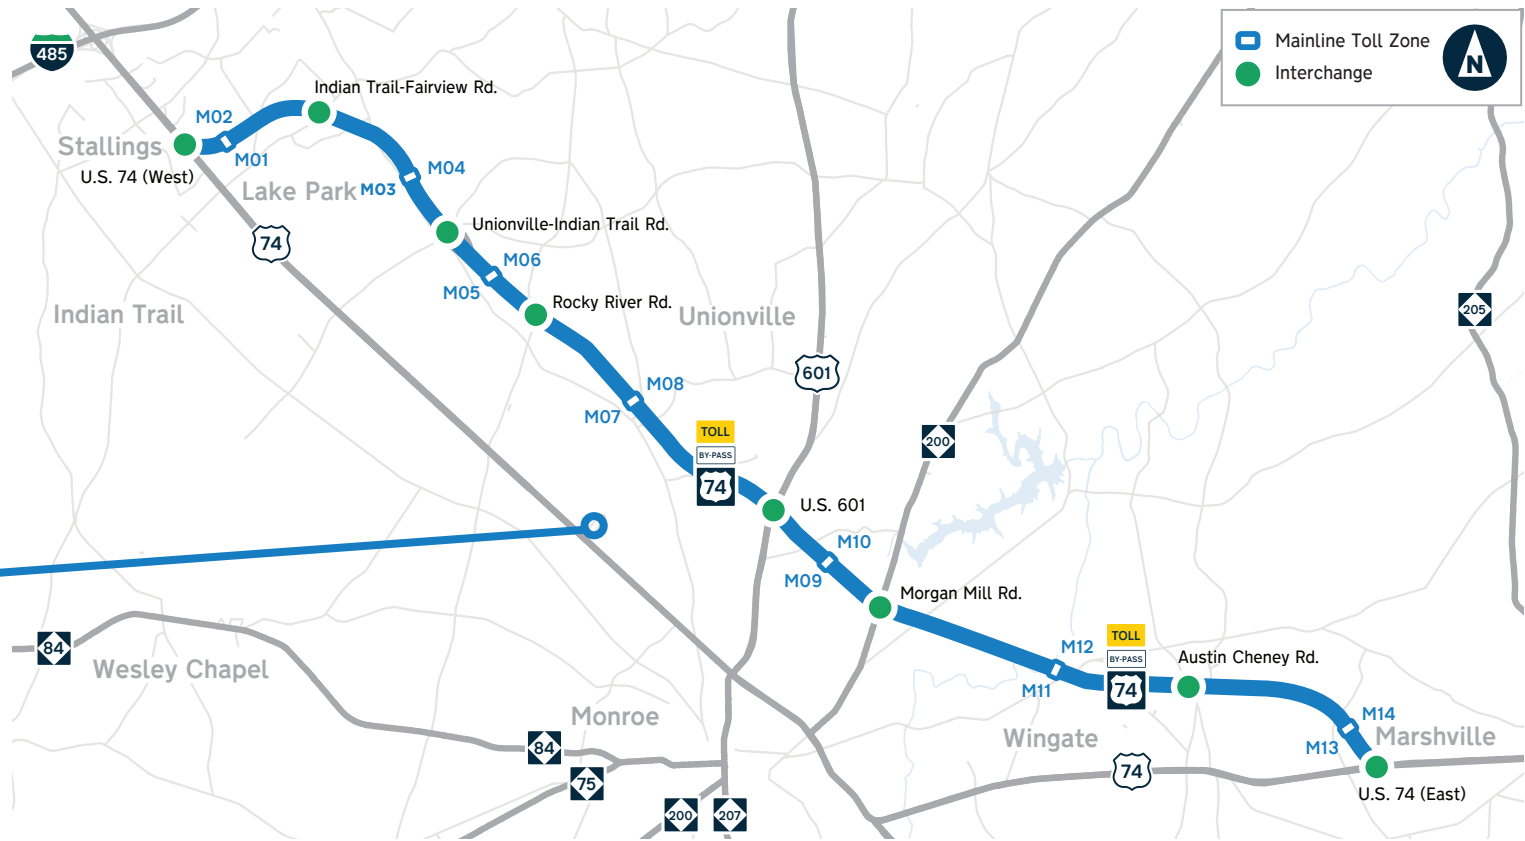 Mainline Toll Zone
Interchange
N
485
Indian Trail-Fairview Rd.
M02
Stallings
M01
U.S. 74 (West)
M04
Lake Park
M03
74
Unionville-Indian Trail Rd.
M06
M05
Rocky River Rd.
Indian Trail
Unionville
205
601
M08
M07
TOLL
BY-PASS
74
200
U.S. 601
M10
M09
Morgan Mill Rd.
84
Wesley Chapel
TOLL
BY-PASS
74
M12
M11
Austin Cheney Rd.
Monroe
M14
M13
Marshville
Wingate
84
75
74
U.S. 74 (East)
200
207